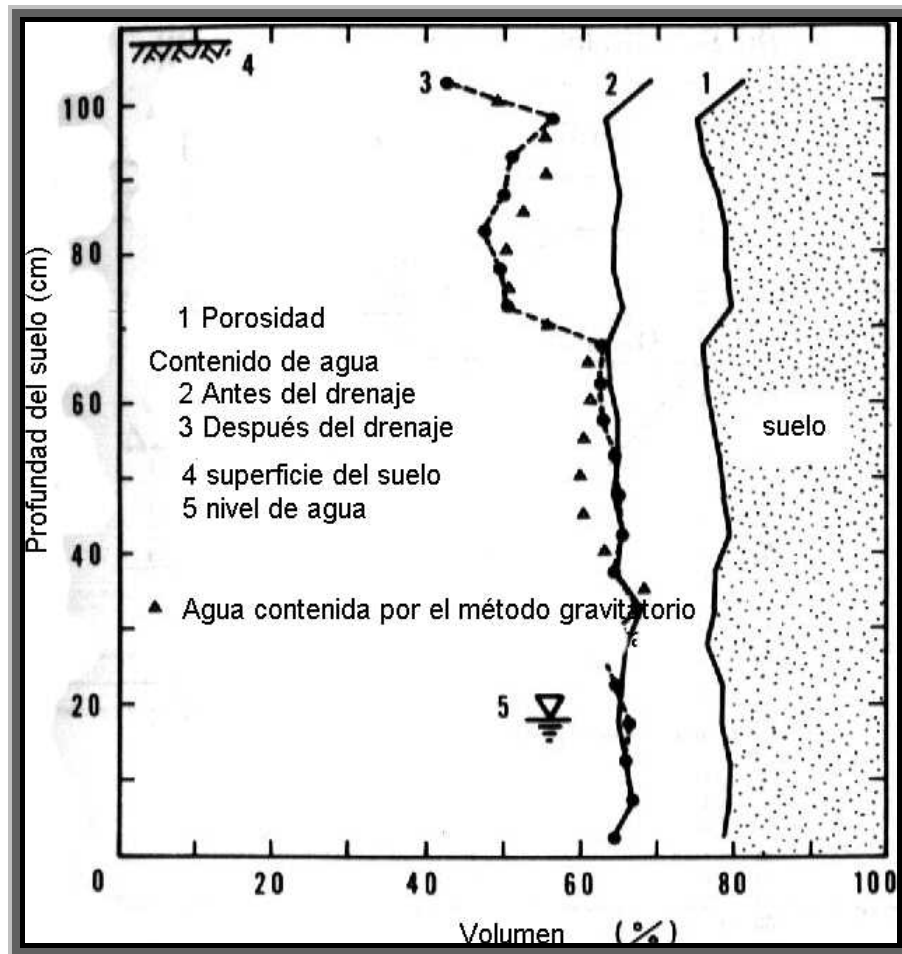 4
3
2
1
100
80
60
40
20
0
Profundad del suelo (cm)
1 Porosidad
Contenido de agua
2 Antes del drenaje
3 Después del drenaje
4 superficie del suelo
5 nivel de agua
suelo
Agua contenida por el método gravitatorio
5
20
40
60
80
100
Volumen (%)